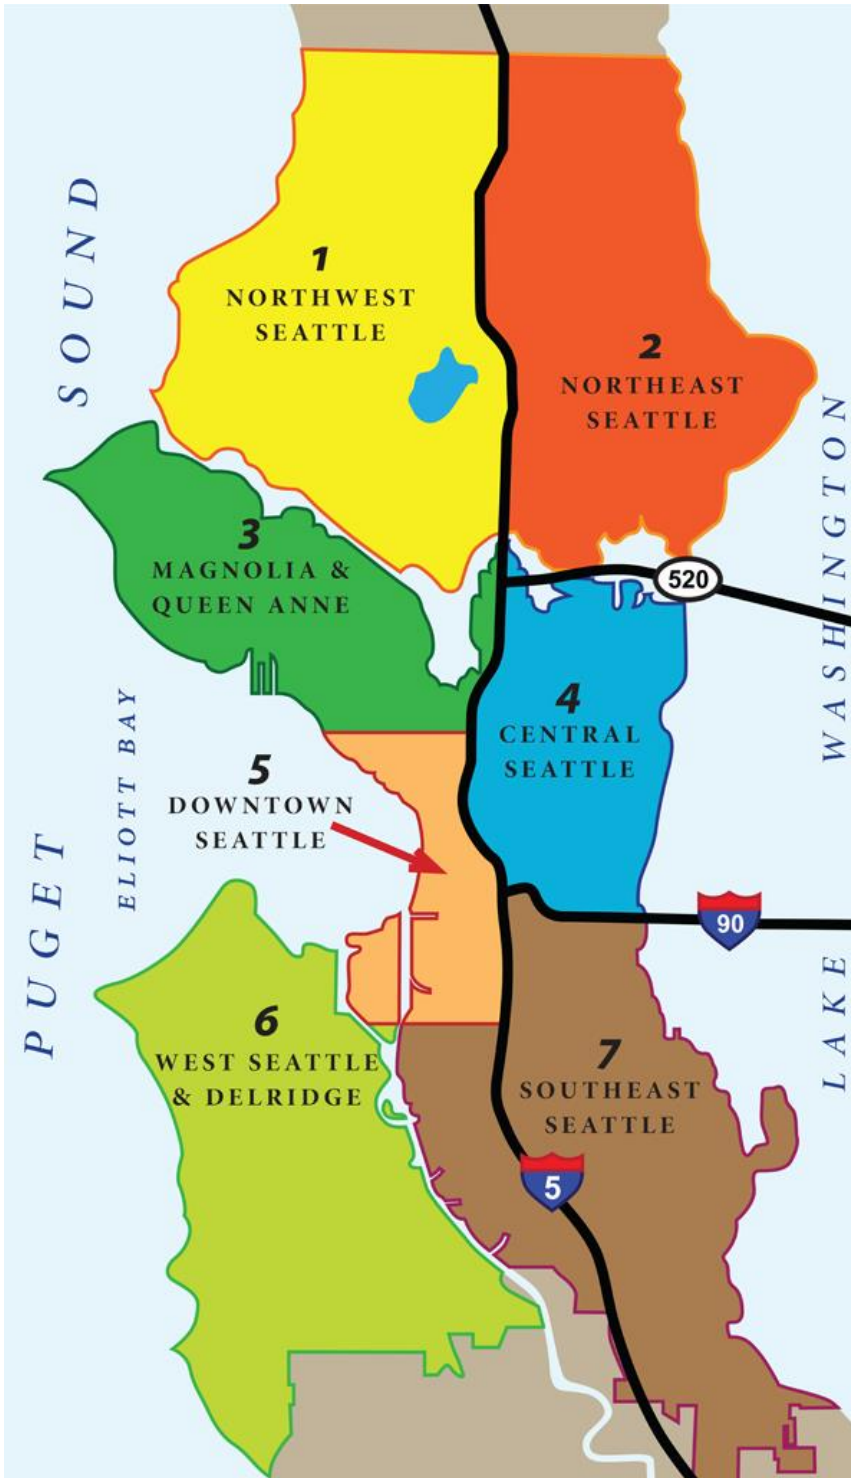 SOUND
1
NORTHWEST
SEATTLE
2
NORTHEAST
SEATTLE
WASHINGTON
3
MAGNOLIA &
QUEEN ANNE
520
4
CENTRAL
SEATTLE
ELIOTT BAY
5
DOWNTOWN
SEATTLE
PUGET
90
LAKE
6
WEST SEATTLE
& DELRIDGE
7
SOUTHEAST
SEATTLE
5